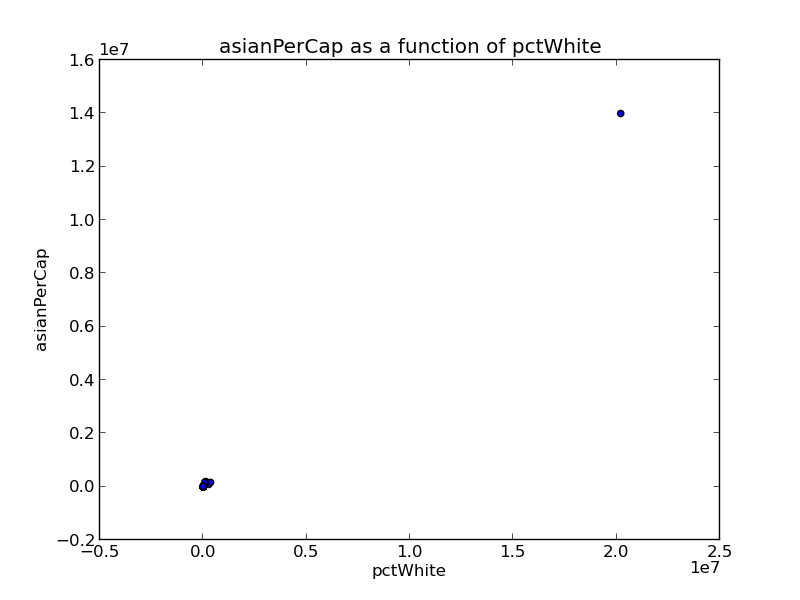 asianPerCap as a function of pctWhite
1e7
1.6
1.4
1.2
1.0
0.8
0.6
0.4
0.2
0.0
−0.2
asianPerCap
−0.5 0.0 0.5 1.0 1.5 2.0 2.5
1e7
pctWhite